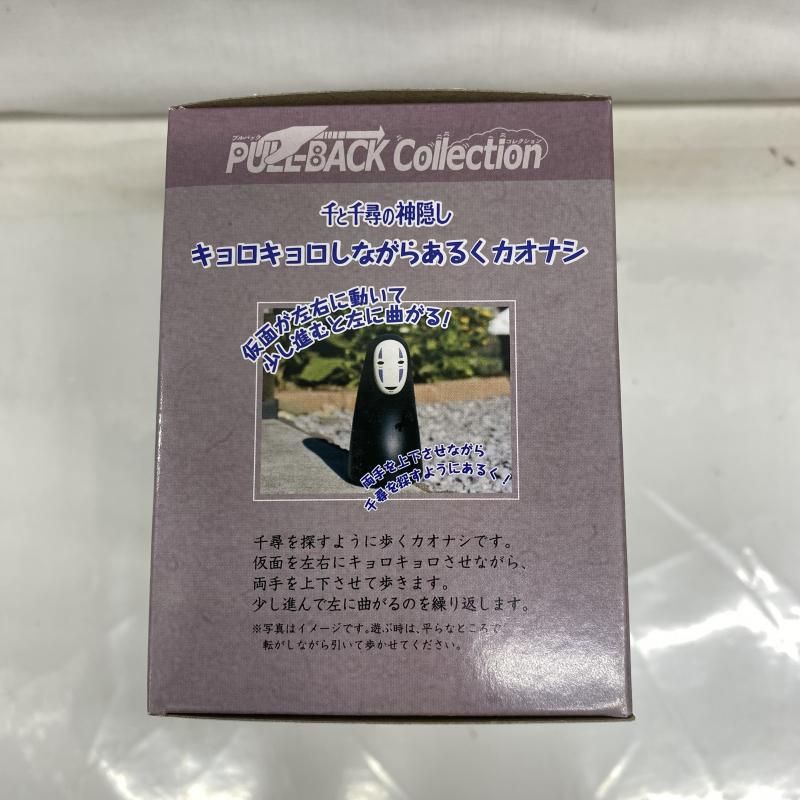 プルバック
コレクション
PULL-BACK Collection
千と千尋の神隠し
キョロキョロしながらあるくカオナシ
仮面が左右に動いて
少し進むと左に曲がる!
両手を上下させながら
千尋を探すようにあるく!
千尋を探すように歩くカオナシです。
仮面を左右にキョロキョロさせながら、
両手を上下させて歩きます。
少し進んで左に曲がるのを繰り返します。
※写真はイメージです。遊ぶ時は、平らなところで
転がしながら引いて歩かせてください。